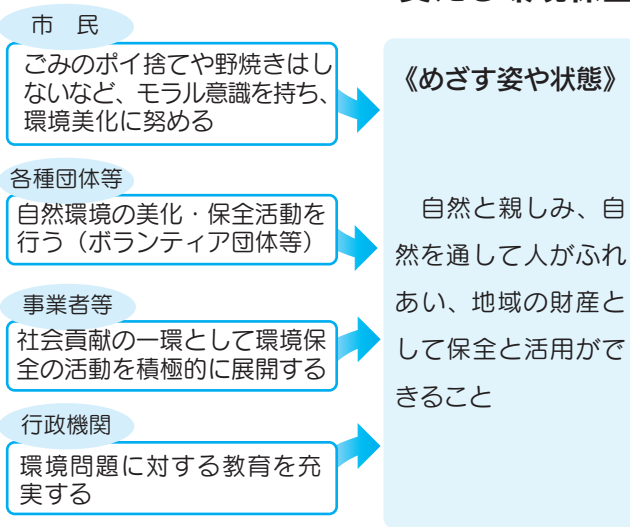 市　民
ごみのポイ捨てや野焼きはし
ないなど、モラル意識を持ち、
環境美化に努める
各種団体等
自然環境の美化・保全活動を
行う（ボランティア団体等）
事業者等
社会貢献の一環として環境保
全の活動を積極的に展開する
行政機関
環境問題に対する教育を充
実する
《めざす姿や状態》
自然と親しみ、自
然を通して人がふれ
あい、地域の財産と
して保全と活用がで
きること